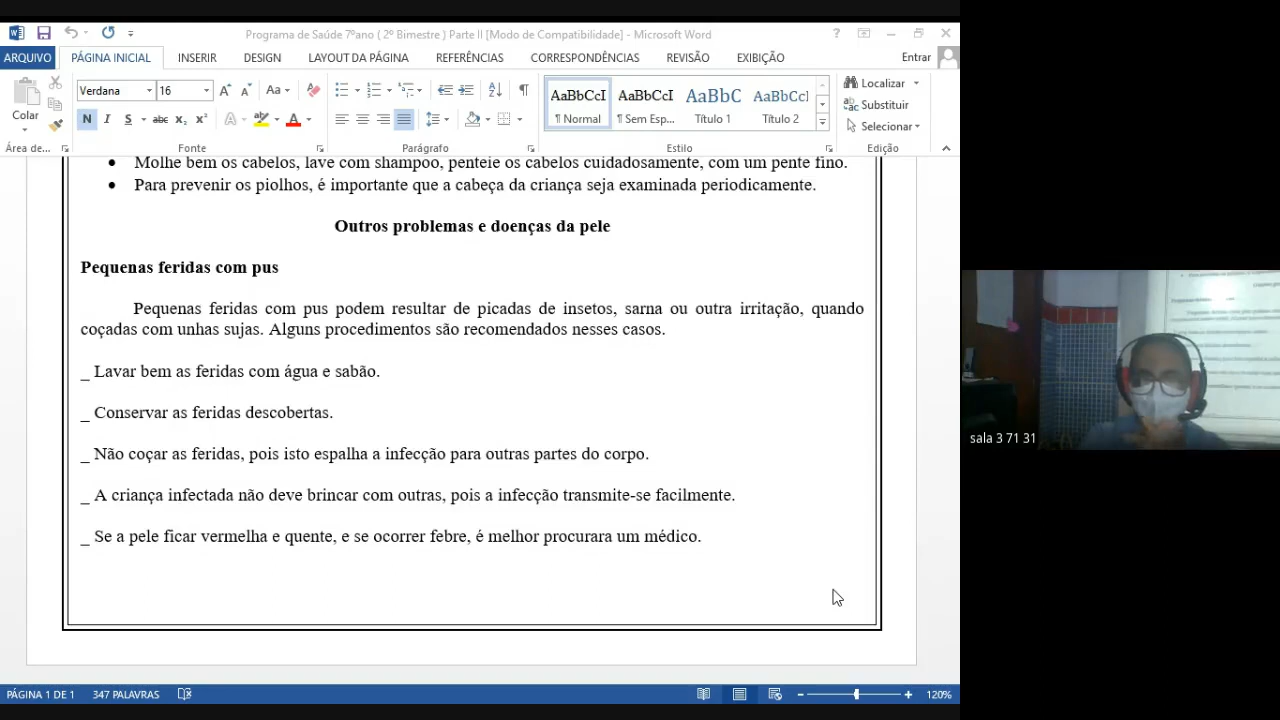 Programa de Saúde 7ºano ( 2º Bimestre ) Parte II [Modo de Compatibilidade] - Microsoft Word
ARQUIVO PÁGINA INICIAL INSERIR DESIGN LAYOUT DA PÁGINA REFERÊNCIAS CORRESPONDÊNCIAS REVISÃO EXIBIÇÃO Entrar
Colar
Verdana 16
AaBbCcI AaBbCcI AaBbC AaBbCcI
¶ Normal ¶ Sem Esp... Título 1 Título 2
Localizar
Substituir
Selecionar
Área de... Fonte Parágrafo Estilo Edição
• Molhe bem os cabelos, lave com shampoo, penteie os cabelos cuidadosamente, com um pente fino.
• Para prevenir os piolhos, é importante que a cabeça da criança seja examinada periodicamente.
Outros problemas e doenças da pele
Pequenas feridas com pus
Pequenas feridas com pus podem resultar de picadas de insetos, sarna ou outra irritação, quando
coçadas com unhas sujas. Alguns procedimentos são recomendados nesses casos.
_ Lavar bem as feridas com água e sabão.
_ Conservar as feridas descobertas.
_ Não coçar as feridas, pois isto espalha a infecção para outras partes do corpo.
_ A criança infectada não deve brincar com outras, pois a infecção transmite-se facilmente.
_ Se a pele ficar vermelha e quente, e se ocorrer febre, é melhor procurara um médico.
sala 3 71 31
PÁGINA 1 DE 1 347 PALAVRAS 120%